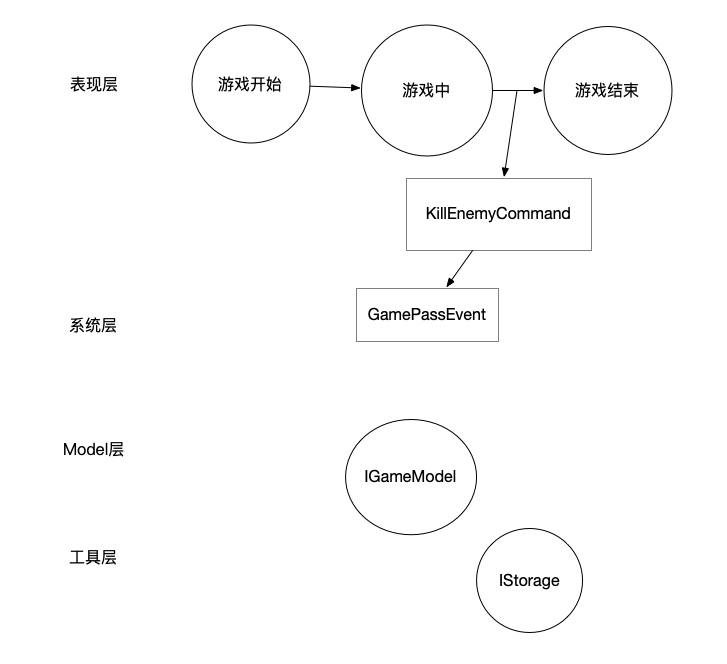 表现层
游戏开始
游戏中
游戏结束
KillEnemyCommand
GamePassEvent
系统层
Model层
IGameModel
工具层
IStorage